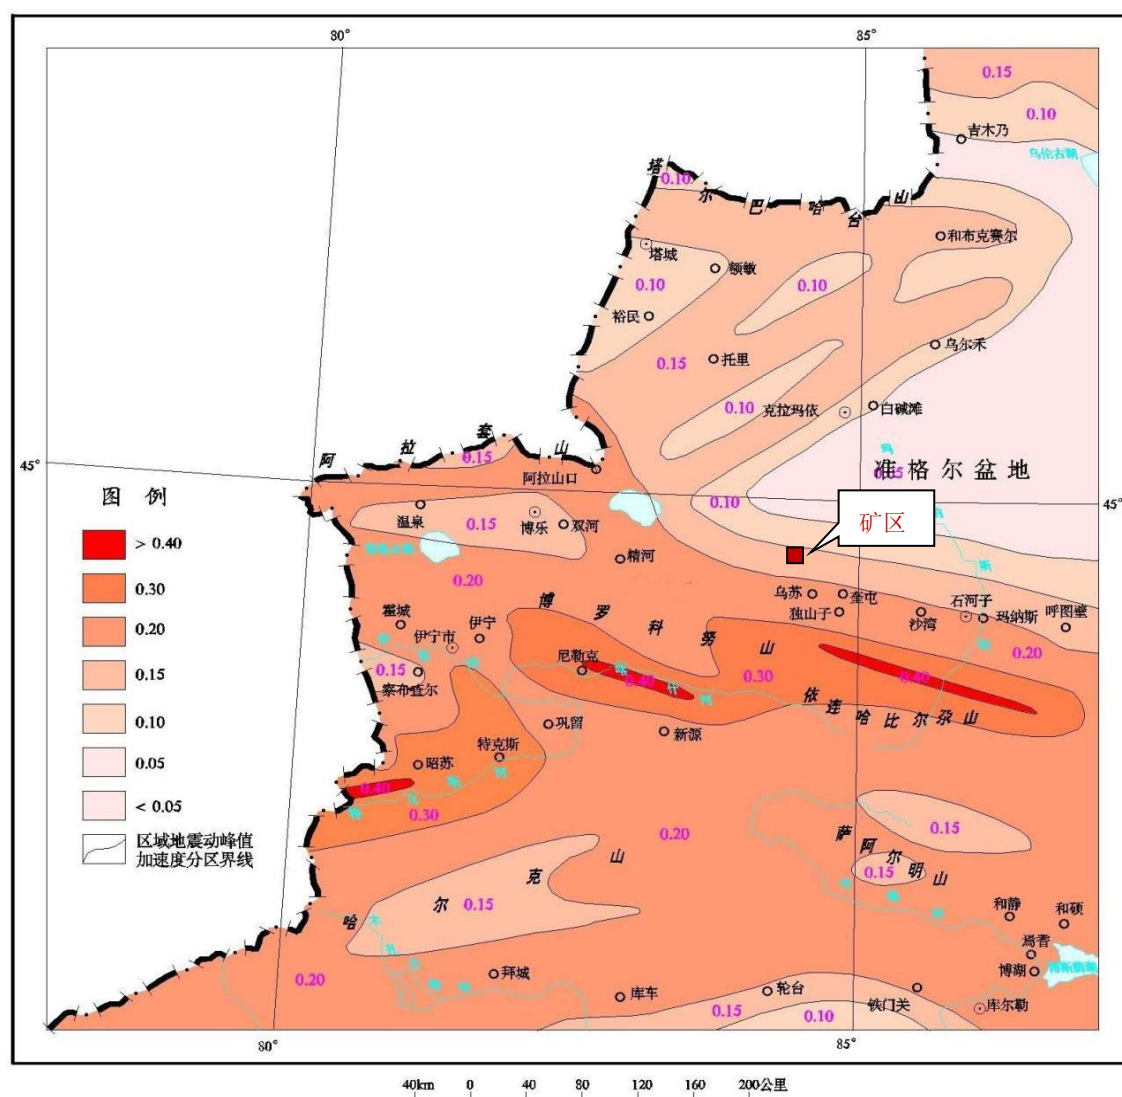 80°
85°
0.15
0.10
吉木乃
乌伦古湖
塔尔巴哈台山
0.10
和布克赛尔
塔城
额敏
0.10
0.10
裕民
乌尔禾
0.15
托里
0.10
克拉玛依
白碱滩
阿拉套山
0.15
阿拉山口
45°
准格尔盆地
0.10
45°
图 例
矿区
温泉
0.15
博乐
双河
> 0.40
精河
0.30
0.20
乌苏
奎屯
独山子
沙湾
石河子
玛纳斯
呼图壁
0.20
霍城
伊宁
伊宁市
博罗科努山
0.20
0.15
0.15
察布查尔
尼勒克
0.40
0.30
0.40
依连哈比尔尕山
0.10
巩留
新源
特克斯
昭苏
0.05
0.40
0.30
< 0.05
0.20
0.15
区域地震动峰值
加速度分区界线
萨阿尔明山
0.15
哈尔克山
0.15
和静
和硕
焉耆
博湖
0.20
拜城
库车
轮台
0.15
0.10
铁门关
库尔勒
80°
85°
40km 0 40 80 120 160 200公里